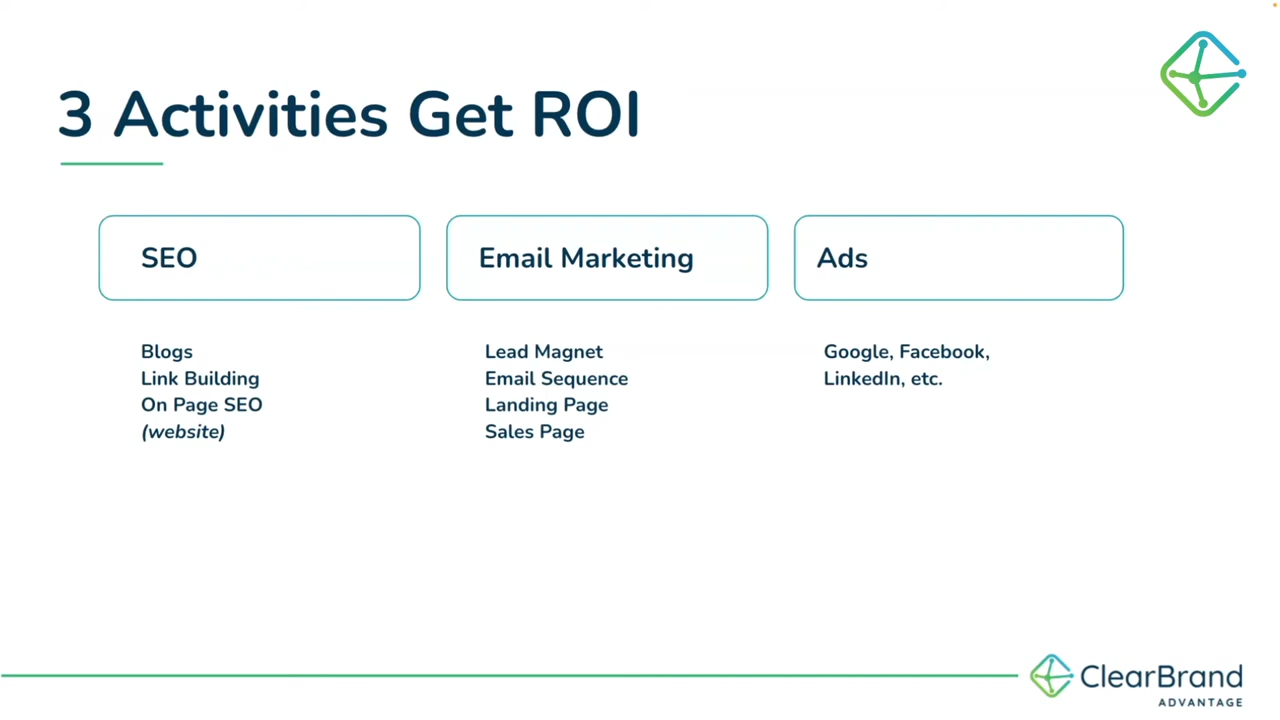 3 Activities Get ROI
SEO
Blogs
Link Building
On Page SEO
(website)
Email Marketing
Lead Magnet
Email Sequence
Landing Page
Sales Page
Ads
Google, Facebook,
LinkedIn, etc.
ClearBrand
ADVANTAGE